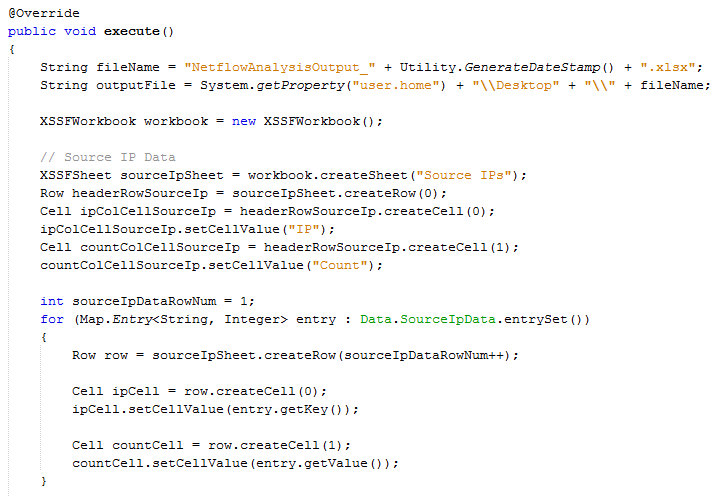 @Override
public void execute()
{
    String fileName = "NetflowAnalysisOutput_" + Utility.GenerateDateStamp() + ".xlsx";
    String outputFile = System.getProperty("user.home") + "\\Desktop" + "\\" + fileName;

    XSSFWorkbook workbook = new XSSFWorkbook();

    // Source IP Data
    XSSFSheet sourceIpSheet = workbook.createSheet("Source IPs");
    Row headerRowSourceIp = sourceIpSheet.createRow(0);
    Cell ipColCellSourceIp = headerRowSourceIp.createCell(0);
    ipColCellSourceIp.setCellValue("IP");
    Cell countColCellSourceIp = headerRowSourceIp.createCell(1);
    countColCellSourceIp.setCellValue("Count");

    int sourceIpDataRowNum = 1;
    for (Map.Entry<String, Integer> entry : Data.SourceIpData.entrySet())
    {
        Row row = sourceIpSheet.createRow(sourceIpDataRowNum++);

        Cell ipCell = row.createCell(0);
        ipCell.setCellValue(entry.getKey());

        Cell countCell = row.createCell(1);
        countCell.setCellValue(entry.getValue());
    }